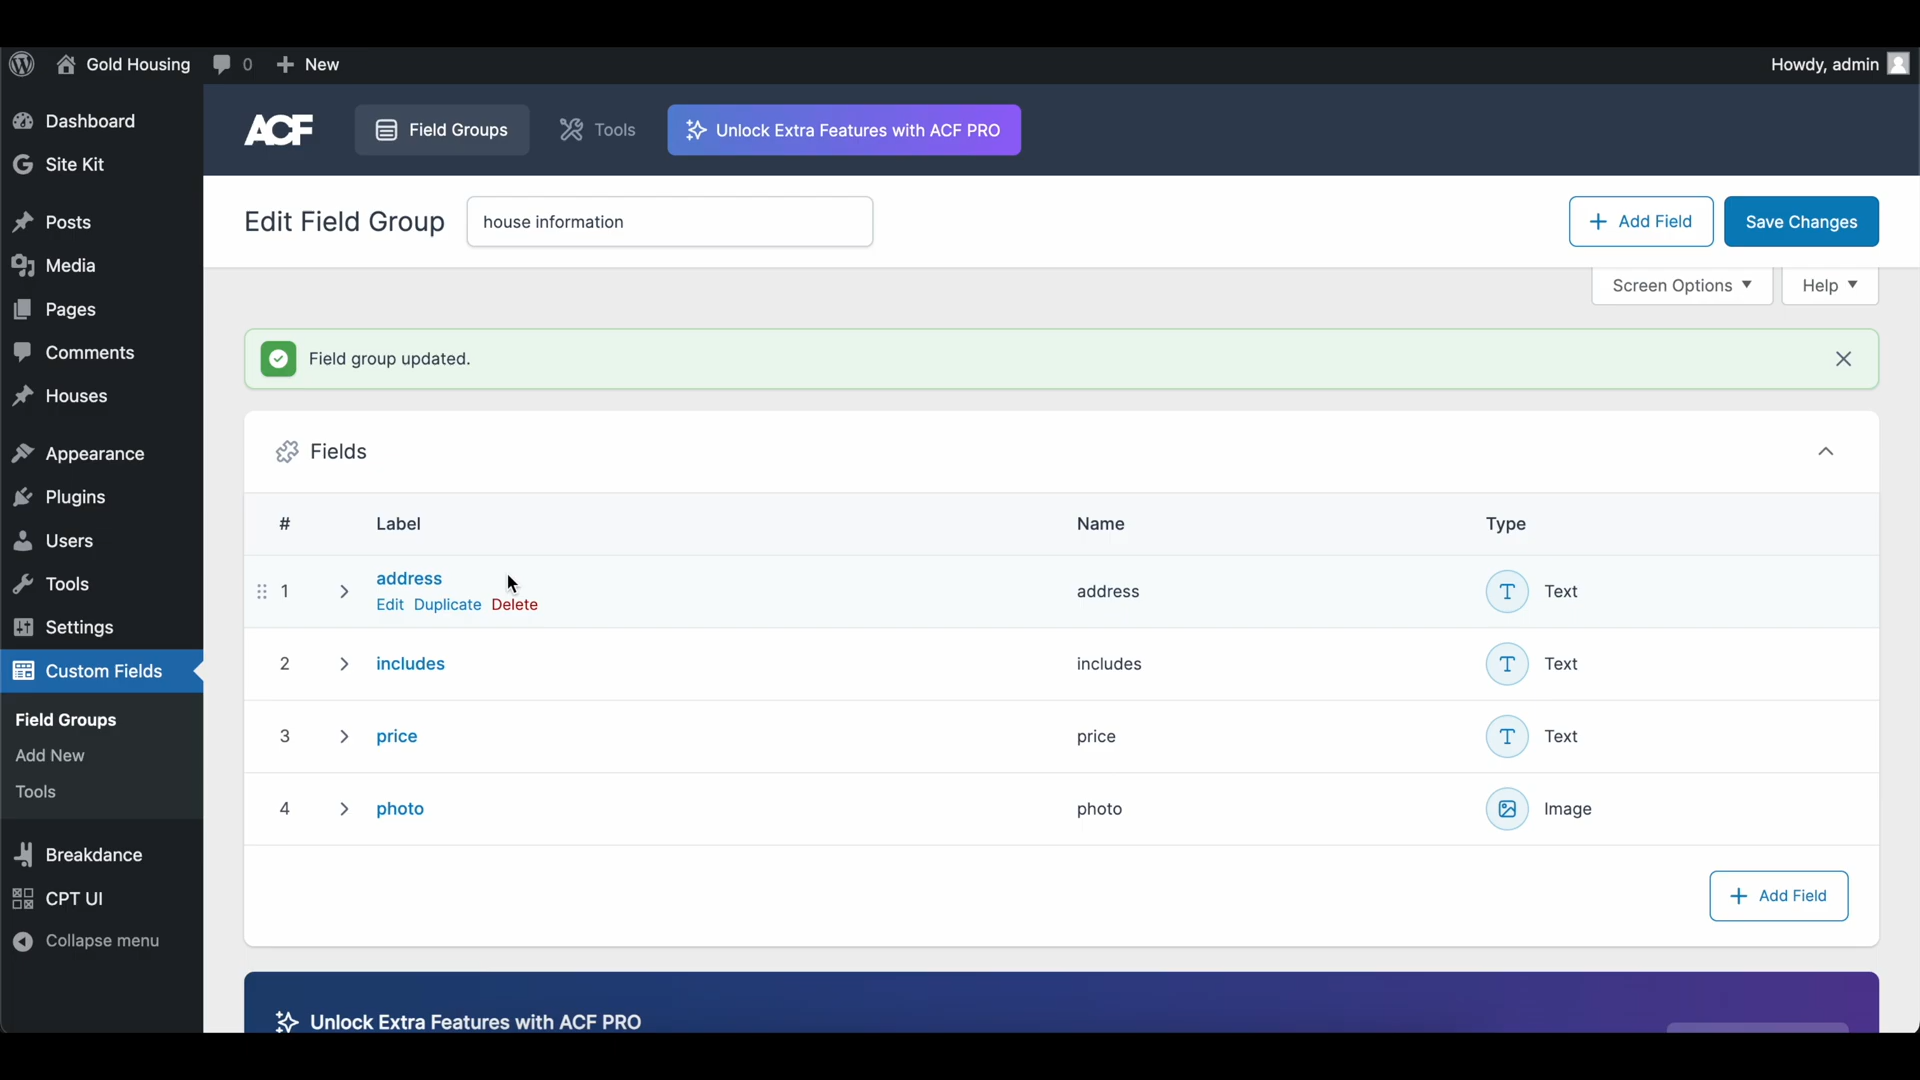 Gold Housing 0 New Howdy, admin
Dashboard
Site Kit
Posts
Media
Pages
Comments
Houses
Appearance
Plugins
Users
Tools
Settings
Custom Fields
Field Groups
Add New
Tools
Breakdance
CPT UI
Collapse menu
ACF Field Groups Tools Unlock Extra Features with ACF PRO
Edit Field Group house information Add Field Save Changes
Screen Options Help
Field group updated.
Fields
# Label Name Type
1 address address Text
Edit Duplicate Delete
2 includes includes Text
3 price price Text
4 photo photo Image
Add Field
Unlock Extra Features with ACF PRO